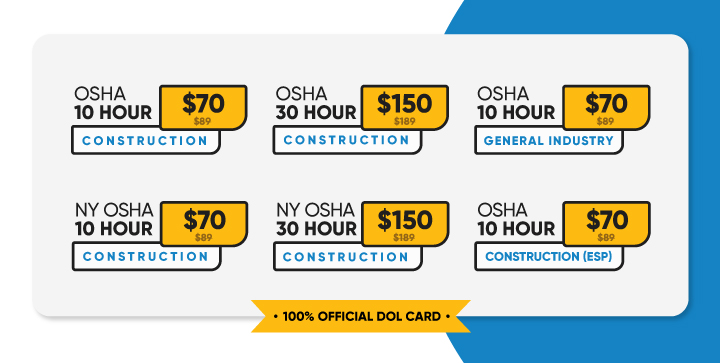 OSHA
10 HOUR
$70
$89
CONSTRUCTION
OSHA
30 HOUR
$150
$189
CONSTRUCTION
OSHA
10 HOUR
$70
$89
GENERAL INDUSTRY
NY OSHA
10 HOUR
$70
$89
CONSTRUCTION
NY OSHA
30 HOUR
$150
$189
CONSTRUCTION
OSHA
10 HOUR
$70
$89
CONSTRUCTION (ESP)
• 100% OFFICIAL DOL CARD •